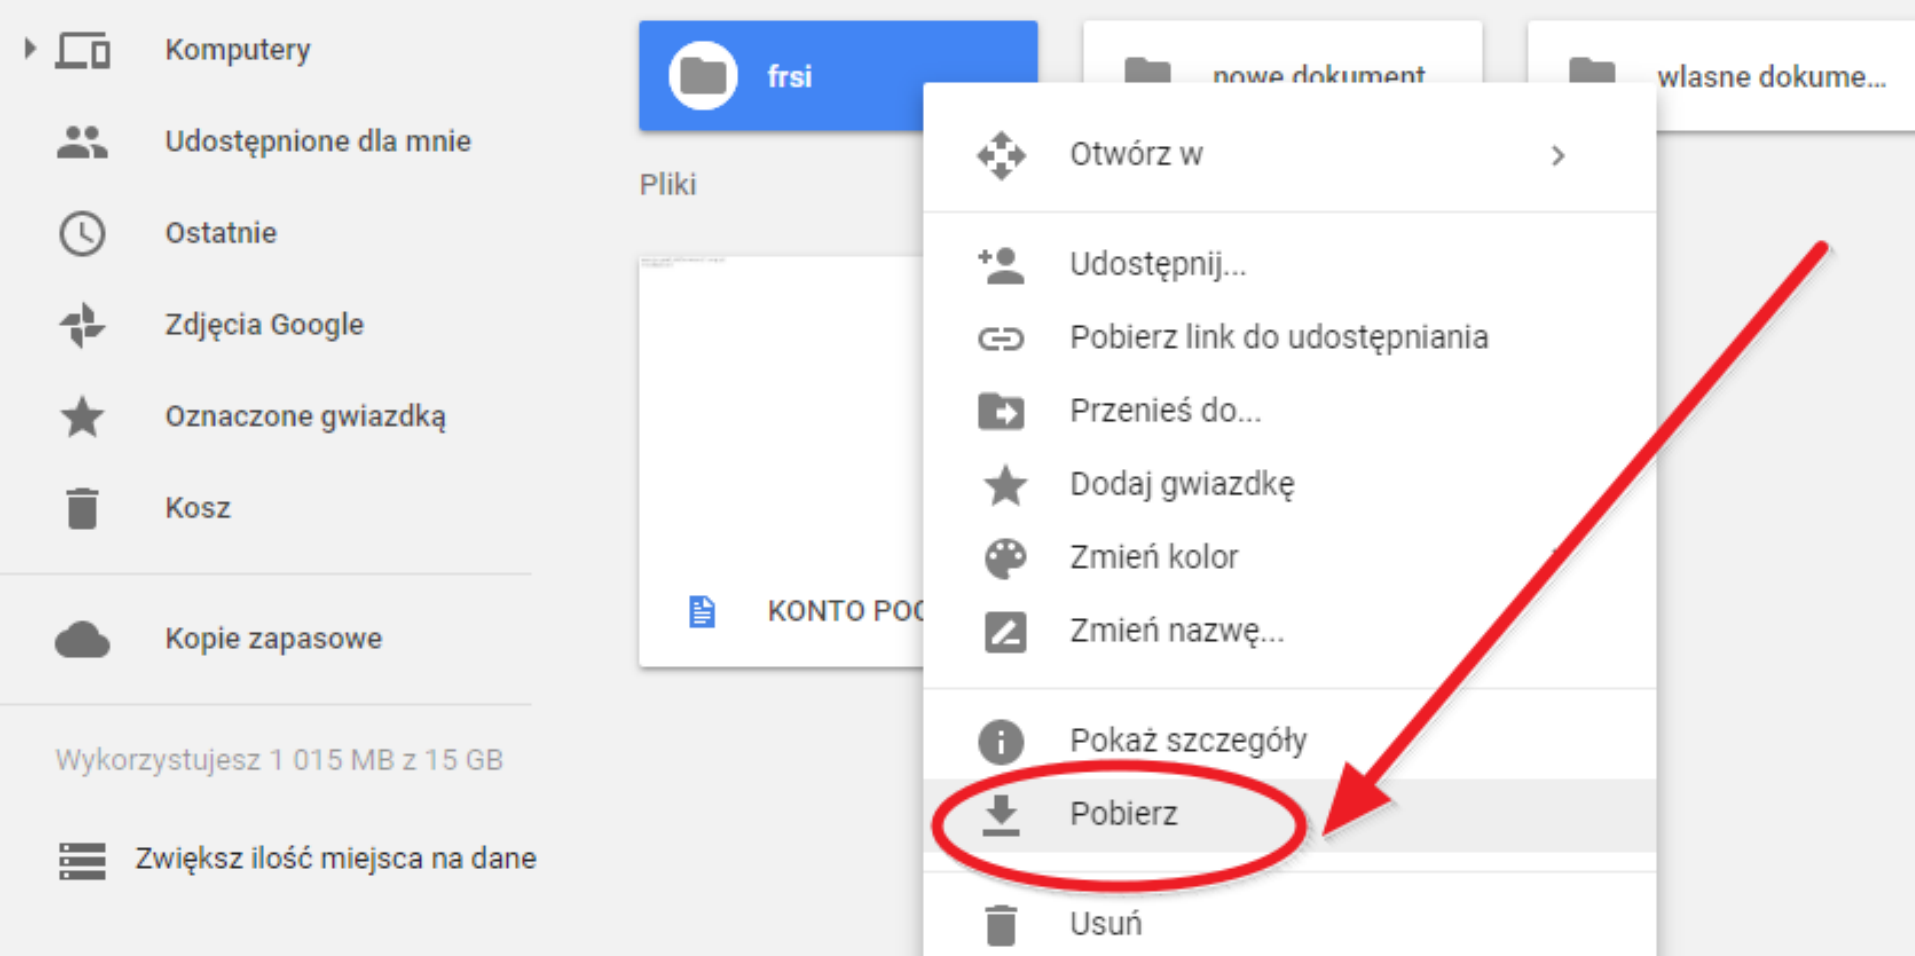 Komputery
Udostępnione dla mnie
Ostatnie
Zdjęcia Google
Oznaczone gwiazdką
Kosz
Kopie zapasowe
Wykorzystujesz 1 015 MB z 15 GB
Zwiększ ilość miejsca na dane
frsi
nowe dokument
wlasne dokume...
Pliki
KONTO
Otwórz w
Udostępnij...
Pobierz link do udostępniania
Przenieś do...
Dodaj gwiazdkę
Zmień kolor
Zmień nazwę...
Pokaż szczegóły
Pobierz
Usuń